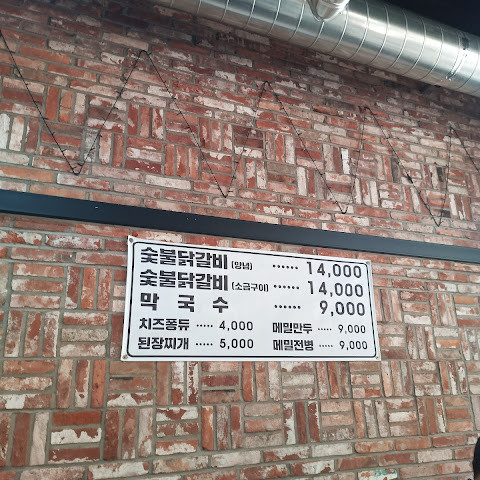 숯불닭갈비 (양념) ...... 14,000
숯불닭갈비 (소금구이) ...... 14,000
막 국 수 ...... 9,000
치즈퐁듀 ..... 4,000 메밀만두 ..... 9,000
된장찌개 ..... 5,000 메밀전병 ..... 9,000